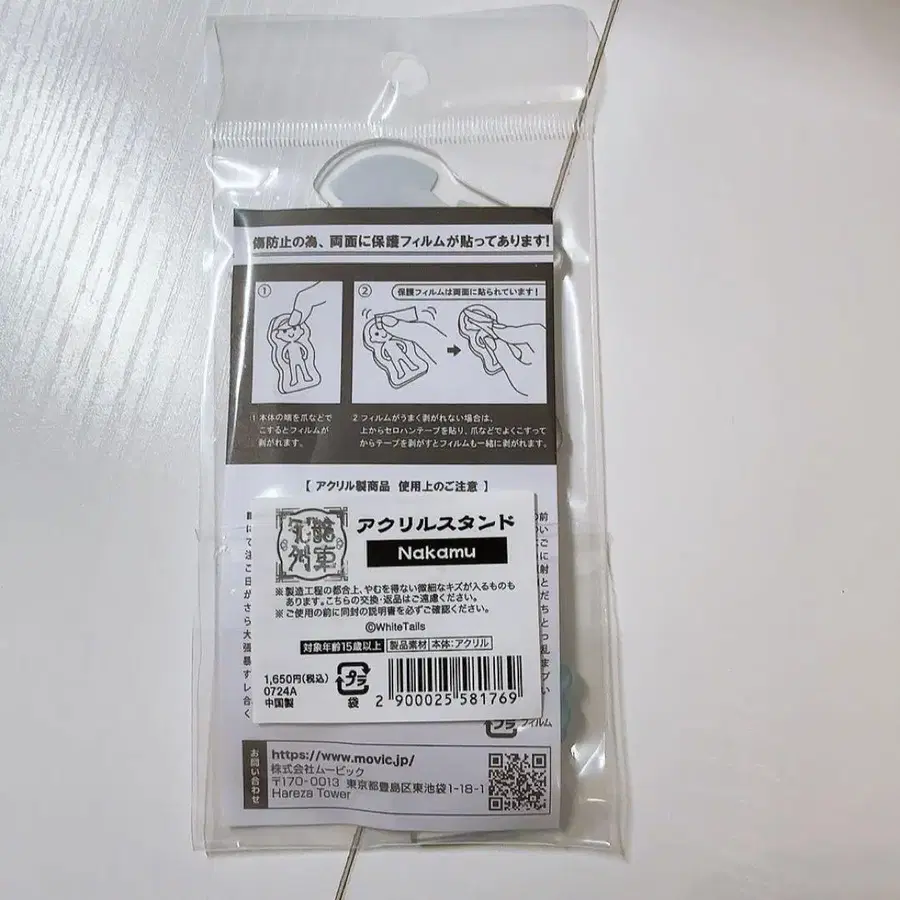 傷防止の為、両面に保護フィルムが貼ってあります!
①
②
保護フィルムは両面に貼られています!
1 本体の端を爪などで
こするとフィルムが
剥がれます。
2 フィルムがうまく剥がれない場合は、
上からセロハンテープを貼り、爪などでよくこすって
からテープを剥がすとフィルムも一緒に剥がれます。
【 アクリル製商品 使用上のご注意 】
アクリルスタンド
Nakamu
※製造工程の都合上、やむを得ない微細なキズが入るものも
あります。こちらの交換・返品はご遠慮ください。
※ご使用の前に同封の説明書を必ずご確認ください。
©WhiteTails
対象年齢15歳以上 製品素材 本体:アクリル
1,650円(税込)
0724A
中国製
プラ
袋
2 900025 581769
プラ
フィルム
お問い合わせ
https://www.movic.jp/
株式会社ムービック
〒170-0013 東京都豊島区東池袋1-18-1
Hareza Tower